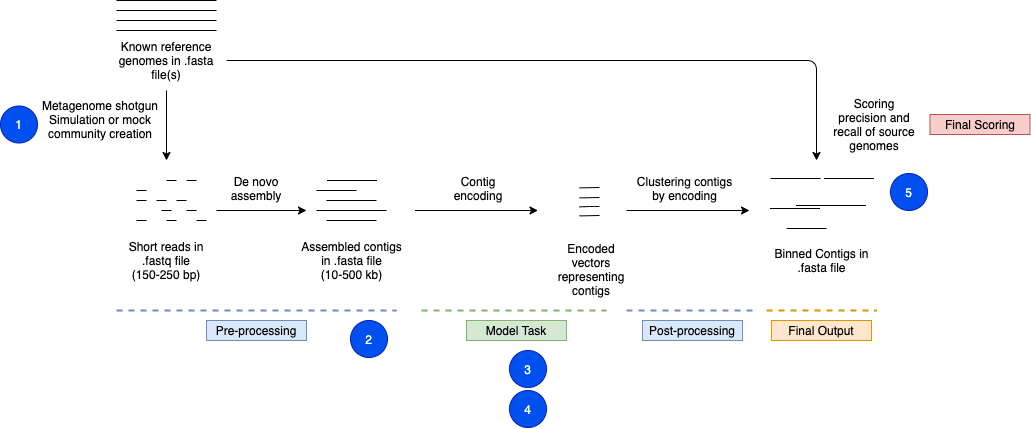 Known reference
genomes in .fasta
file(s)
1
Metagenome shotgun
Simulation or mock
community creation
Scoring
precision and
recall of source
genomes
Final Scoring
De novo
assembly
Contig
encoding
Clustering contigs
by encoding
5
Short reads in
.fastq file
(150-250 bp)
Assembled contigs
in .fasta file
(10-500 kb)
Encoded
vectors
representing
contigs
Binned Contigs in
.fasta file
Pre-processing
2
Model Task
Post-processing
Final Output
3
4